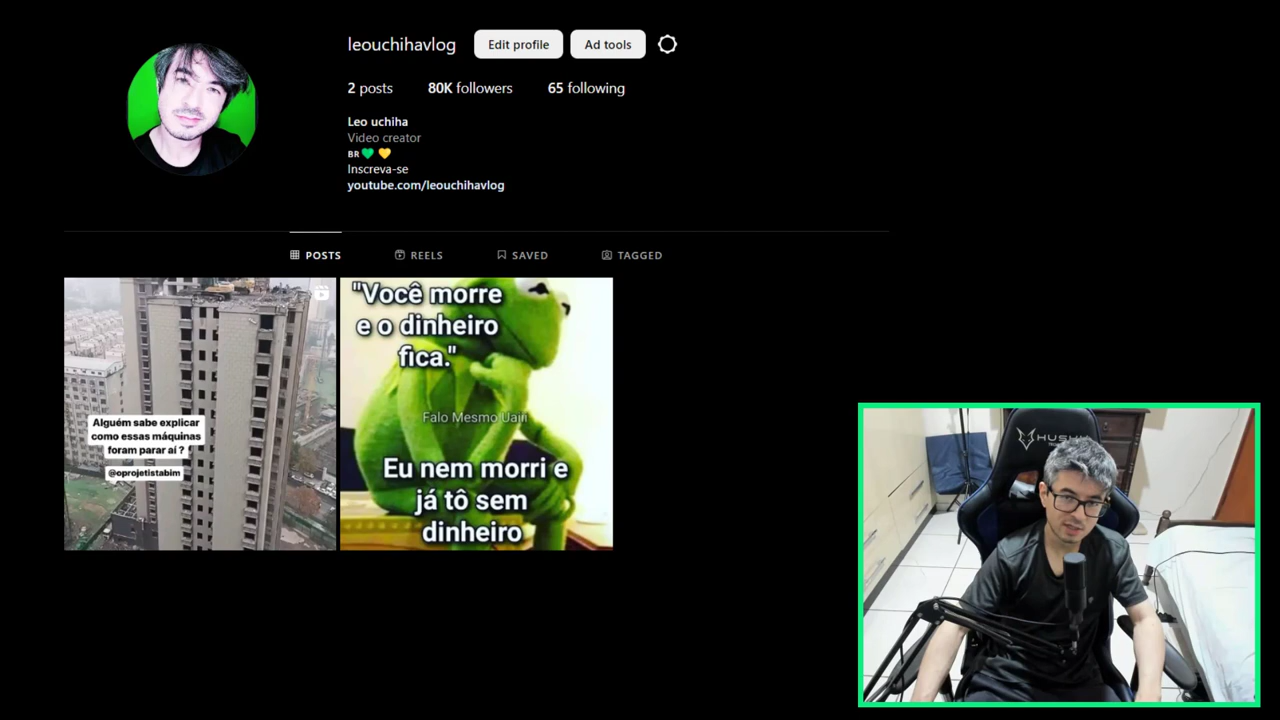 leouchihavlog
Edit profile
Ad tools
2 posts
80K followers
65 following
Leo uchiha
Video creator
BR💚 💛
Inscreva-se
youtube.com/leouchihavlog
POSTS
REELS
SAVED
TAGGED
Alguém sabe explicar
como essas máquinas
foram parar aí ?
@oprojetistabim
"Você morre
e o dinheiro
fica."
Falo Mesmo Uaiii
Eu nem morri e
já tô sem
dinheiro